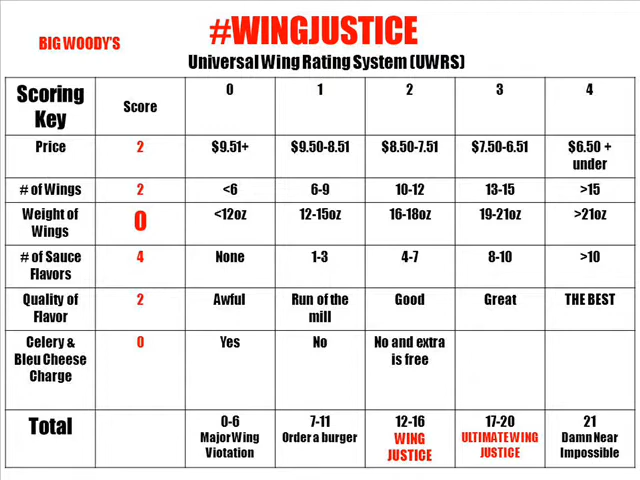 #WINGJUSTICE
BIG WOODY'S
Universal Wing Rating System (UWRS)
Scoring Key Score 0 1 2 3 4
Price 2 $9.51+ $9.50-8.51 $8.50-7.51 $7.50-6.51 $6.50 + under
# of Wings 2 <6 6-9 10-12 13-15 >15
Weight of Wings 0 <12oz 12-15oz 16-18oz 19-21oz >21oz
# of Sauce Flavors 4 None 1-3 4-7 8-10 >10
Quality of Flavor 2 Awful Run of the mill Good Great THE BEST
Celery & Bleu Cheese Charge 0 Yes No No and extra is free
Total 0-6 Major Wing Viotation 7-11 Order a burger 12-16 WING JUSTICE 17-20 ULTIMATE WING JUSTICE 21 Damn Near Impossible